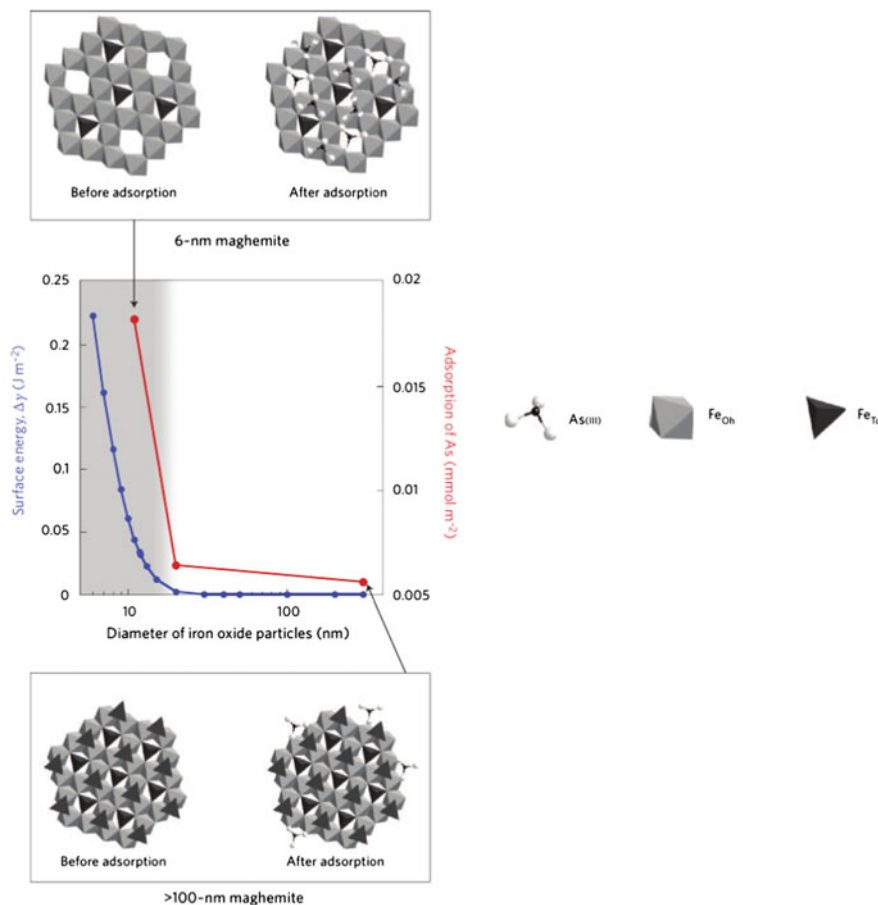 Before adsorption
After adsorption
6-nm maghemite
Surface energy, Δγ (J m⁻²)
0.25
0.2
0.15
0.1
0.05
0
0.02
0.015
0.01
0.005
Adsorption of As (mmol m⁻²)
10
100
Diameter of iron oxide particles (nm)
As(III)
Fe_Oh
Before adsorption
After adsorption
>100-nm maghemite